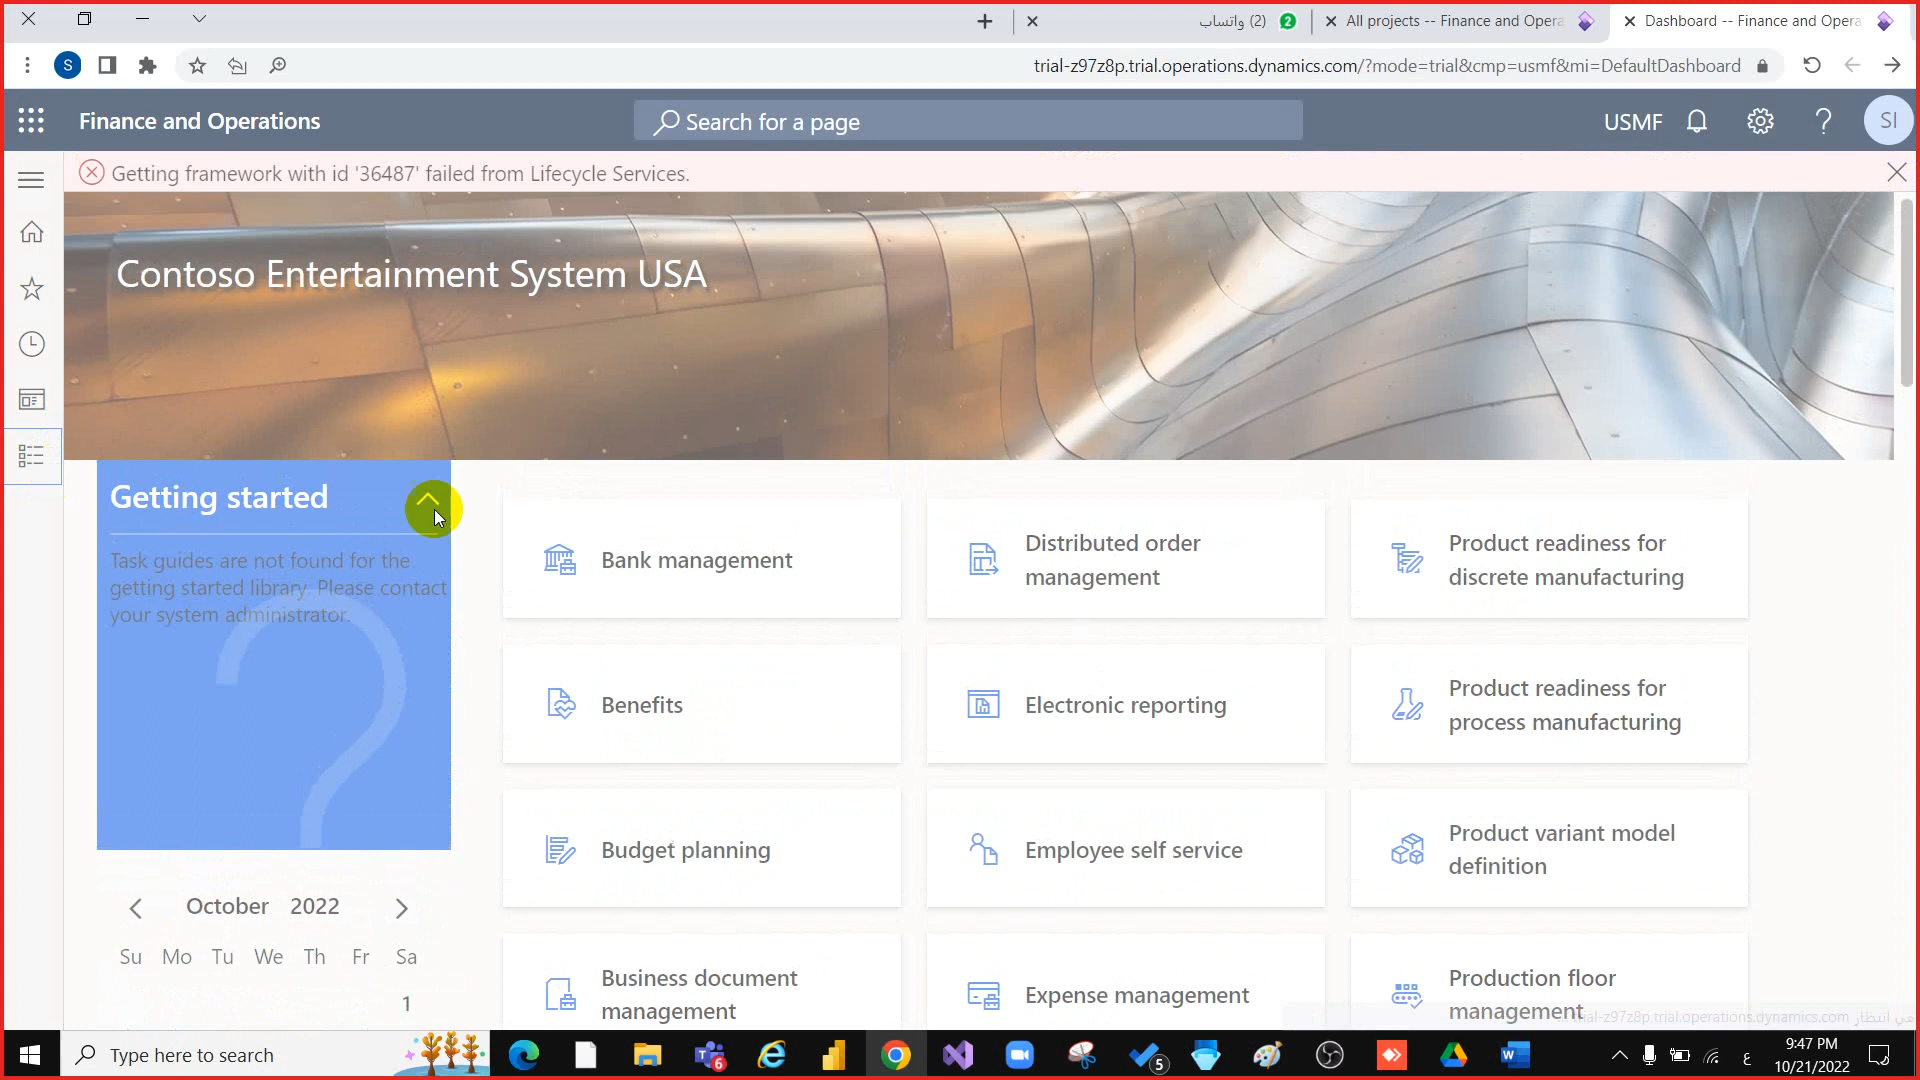 (2) واتساب
2
All projects -- Finance and Opera
Dashboard -- Finance and Opera
S
trial-z97z8p.trial.operations.dynamics.com/?mode=trial&cmp=usmf&mi=DefaultDashboard
Finance and Operations
Search for a page
USMF
SI
Getting framework with id '36487' failed from Lifecycle Services.
Contoso Entertainment System USA
Getting started
Task guides are not found for the
getting started library. Please contact
your system administrator.
October 2022
Su Mo Tu We Th Fr Sa
1
Bank management
Distributed order
management
Product readiness for
discrete manufacturing
Benefits
Electronic reporting
Product readiness for
process manufacturing
Budget planning
Employee self service
Product variant model
definition
Business document
management
Expense management
Production floor
management
Type here to search
6
5
ع
9:47 PM
10/21/2022